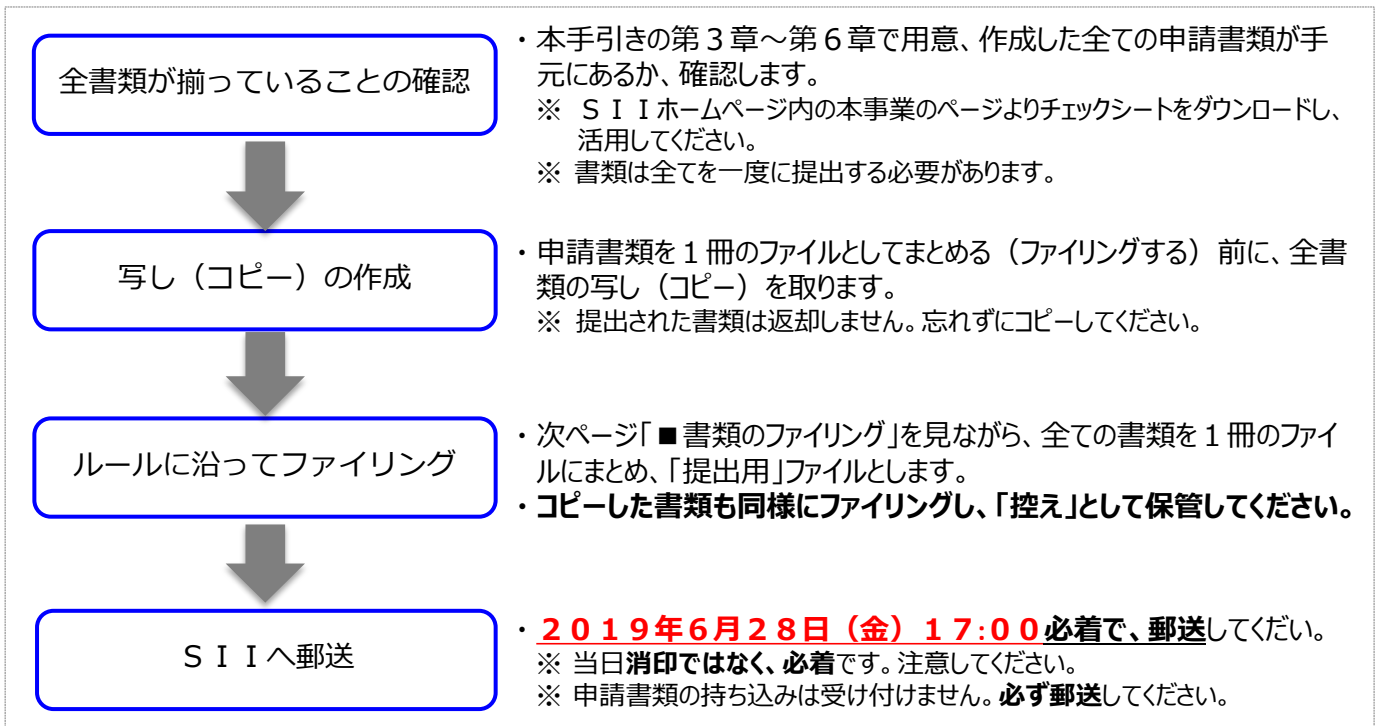 全書類が揃っていることの確認
・本手引きの第３章～第６章で用意、作成した全ての申請書類が手
元にあるか、確認します。
※ ＳＩＩホームページ内の本事業のページよりチェックシートをダウンロードし、
活用してください。
※ 書類は全てを一度に提出する必要があります。
写し（コピー）の作成
・申請書類を１冊のファイルとしてまとめる（ファイリングする）前に、全書
類の写し（コピー）を取ります。
※ 提出された書類は返却しません。忘れずにコピーしてください。
ルールに沿ってファイリング
・次ページ「■書類のファイリング」を見ながら、全ての書類を１冊のファイ
ルにまとめ、「提出用」ファイルとします。
・コピーした書類も同様にファイリングし、「控え」として保管してください。
ＳＩＩへ郵送
・２０１９年６月２８日（金）１７:００必着で、郵送してくだい。
※ 当日消印ではなく、必着です。注意してください。
※ 申請書類の持ち込みは受け付けません。必ず郵送してください。